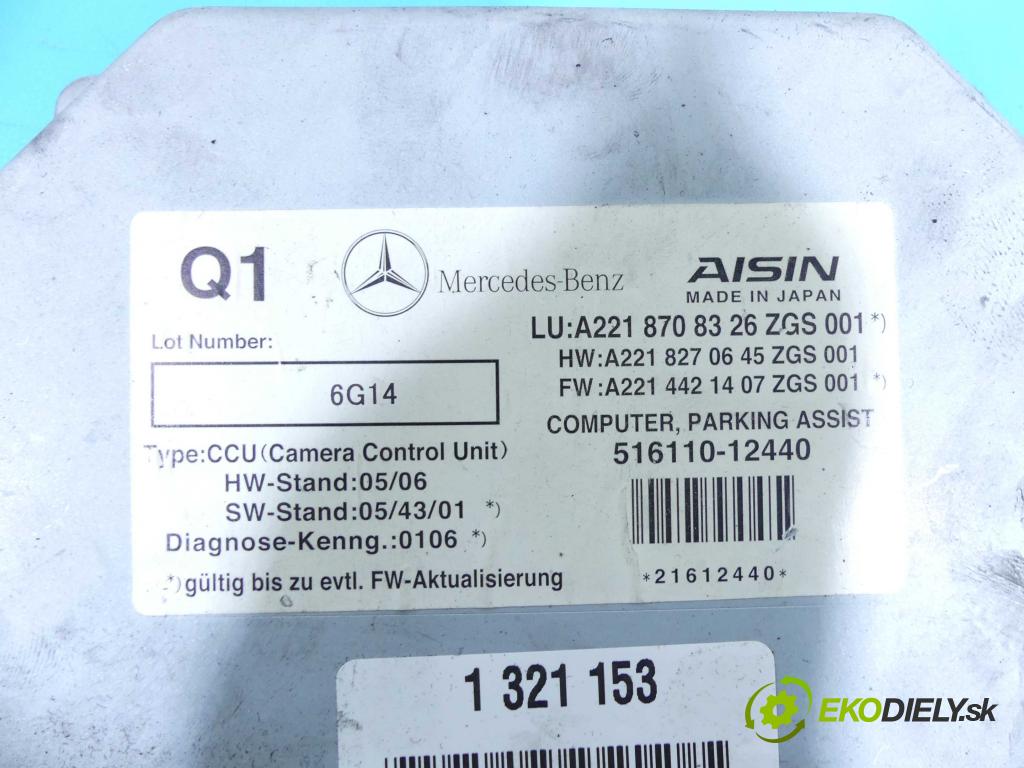 Q1
Mercedes-Benz
AISIN
MADE IN JAPAN
LU:A221 870 83 26 ZGS 001 *)
HW:A221 827 06 45 ZGS 001
FW:A221 442 14 07 ZGS 001 *)
COMPUTER, PARKING ASSIST
516110-12440
*21612440*
Lot Number:
6G14
Type:CCU(Camera Control Unit)
HW-Stand:05/06
SW-Stand:05/43/01 *)
Diagnose-Kenng.:0106 *)
*)gültig bis zu evtl. FW-Aktualisierung
1 321 153
EKODIELY.sk